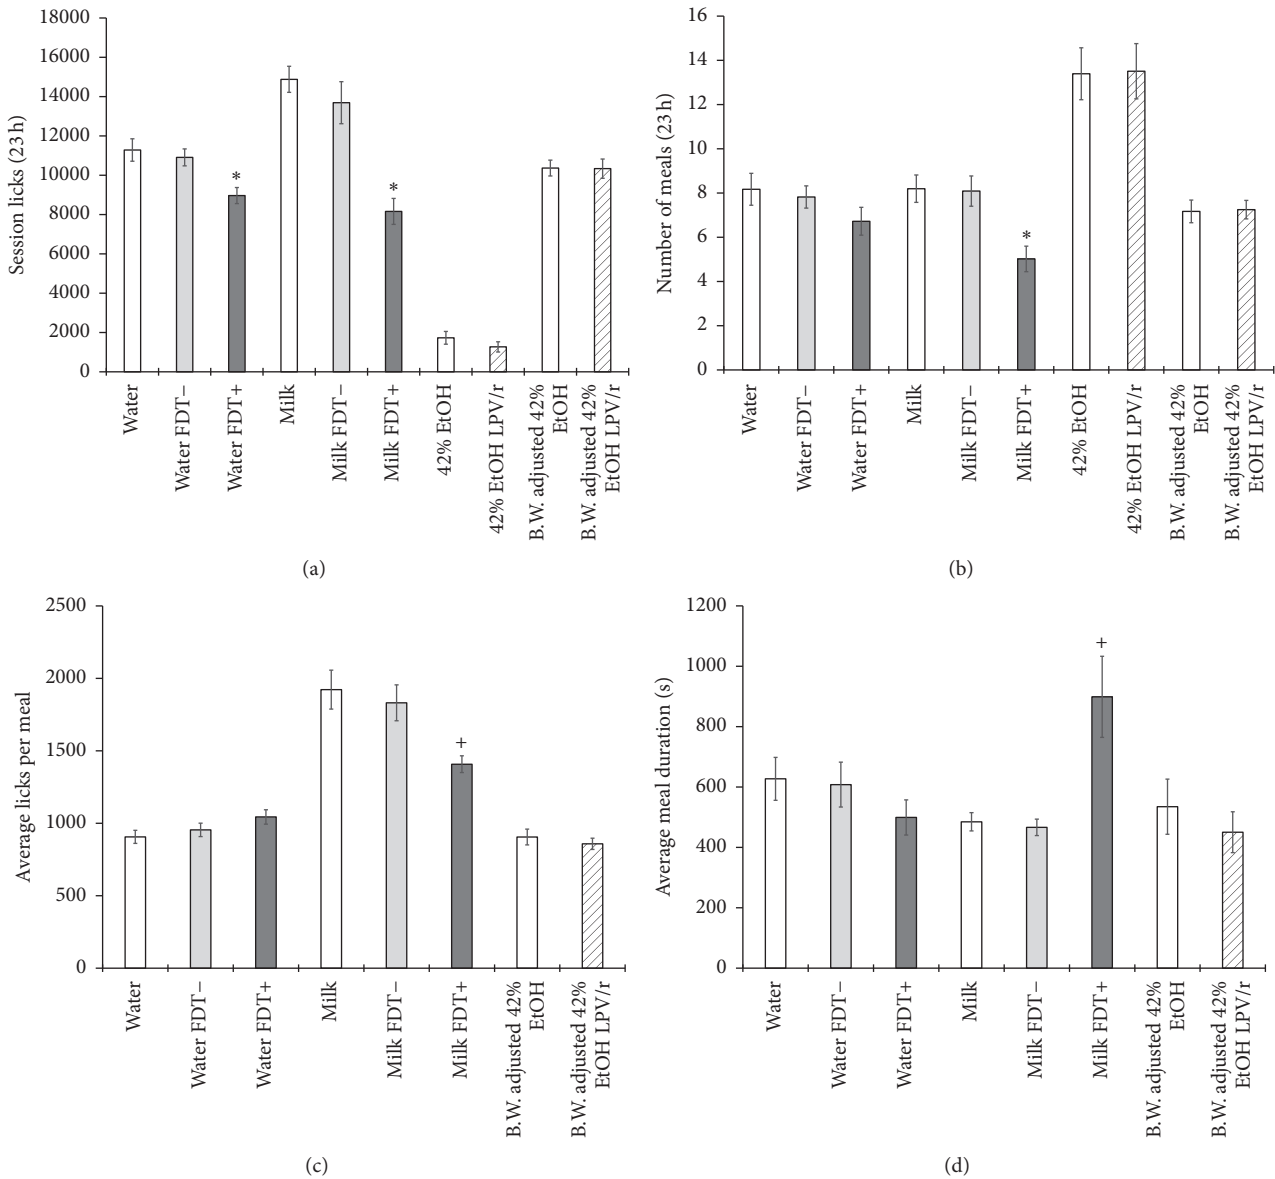 Session licks (23 h)
18000
16000
14000
12000
10000
8000
6000
4000
2000
0
*
*
Water
Water FDT−
Water FDT+
Milk
Milk FDT−
Milk FDT+
42% EtOH
42% EtOH LPV/r
B.W. adjusted 42%
EtOH
B.W. adjusted 42%
EtOH LPV/r
(a)
Number of meals (23 h)
16
14
12
10
8
6
4
2
0
*
Water
Water FDT−
Water FDT+
Milk
Milk FDT−
Milk FDT+
42% EtOH
42% EtOH LPV/r
B.W. adjusted 42%
EtOH
B.W. adjusted 42%
EtOH LPV/r
(b)
Average licks per meal
2500
2000
1500
1000
500
0
+
Water
Water FDT−
Water FDT+
Milk
Milk FDT−
Milk FDT+
B.W. adjusted 42%
EtOH
B.W. adjusted 42%
EtOH LPV/r
(c)
Average meal duration (s)
1200
1000
800
600
400
200
0
+
Water
Water FDT−
Water FDT+
Milk
Milk FDT−
Milk FDT+
B.W. adjusted 42%
EtOH
B.W. adjusted 42%
EtOH LPV/r
(d)